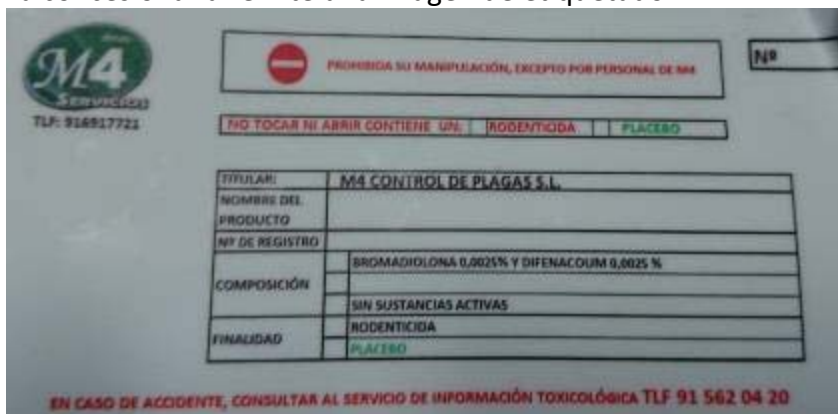 M4
SERVICIOS
TLF: 916917721
PROHIBIDA SU MANIPULACIÓN, EXCEPTO POR PERSONAL DE M4
Nº
NO TOCAR NI ABRIR CONTIENE UN: RODENTICIDA PLACEBO
TITULAR: M4 CONTROL DE PLAGAS S.L.
NOMBRE DEL
PRODUCTO
Nº DE REGISTRO
COMPOSICIÓN
BROMADIOLONA 0,0025% Y DIFENACOUM 0,0025 %
SIN SUSTANCIAS ACTIVAS
FINALIDAD
RODENTICIDA
PLACEBO
EN CASO DE ACCIDENTE, CONSULTAR AL SERVICIO DE INFORMACIÓN TOXICOLÓGICA TLF 91 562 04 20